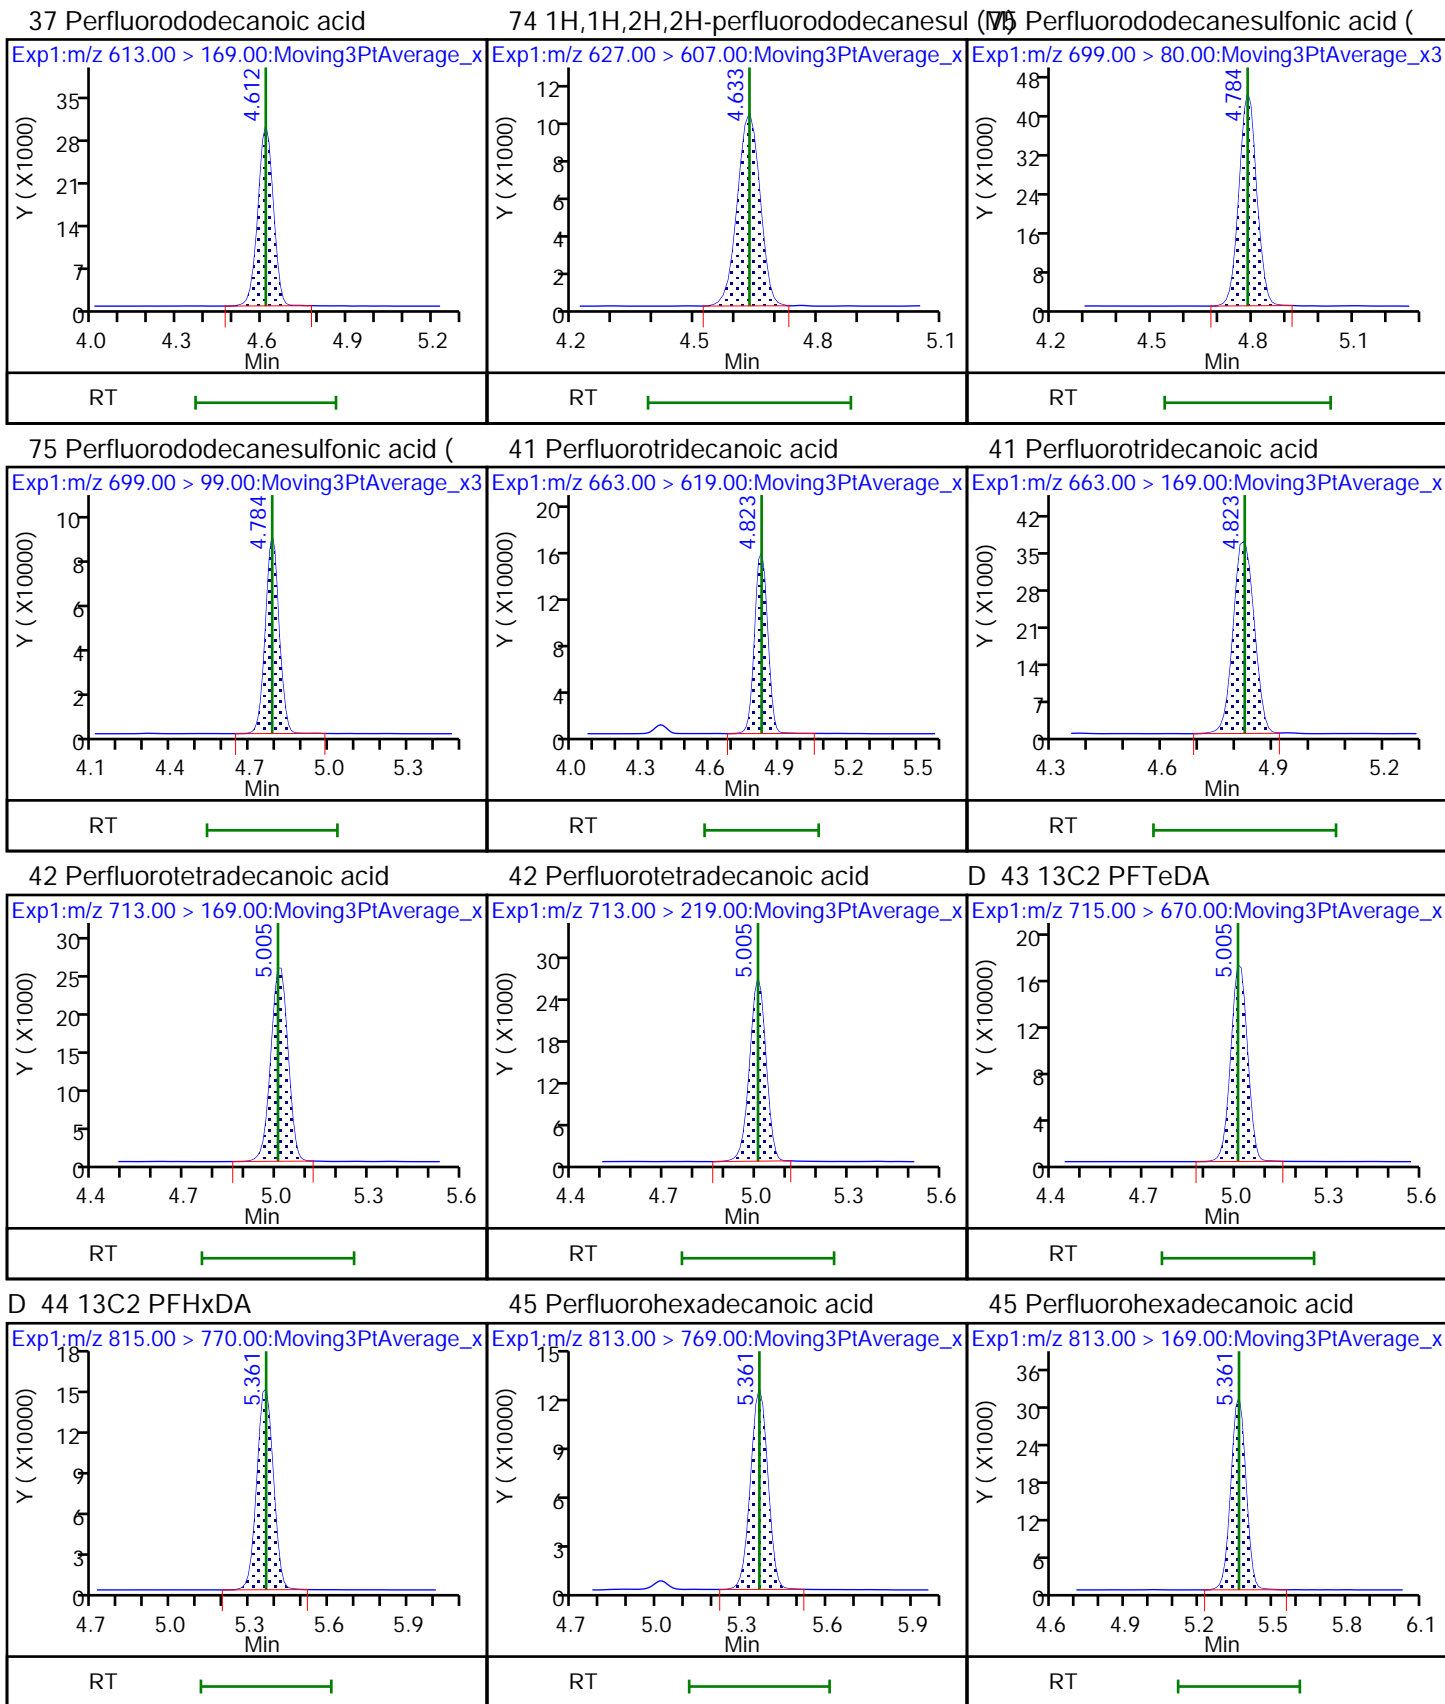 37 Perfluorododecanoic acid
Exp1:m/z 613.00 > 169.00:Moving3PtAverage_x
Y ( X1000)
35
28
21
14
7
0
4.612
4.0 4.3 4.6 4.9 5.2
Min
RT
74 1H,1H,2H,2H-perfluorododecanesul (M)
Exp1:m/z 627.00 > 607.00:Moving3PtAverage_x
Y ( X1000)
12
10
8
6
4
2
0
4.633
4.2 4.5 4.8 5.1
Min
RT
75 Perfluorododecanesulfonic acid (
Exp1:m/z 699.00 > 80.00:Moving3PtAverage_x3
Y ( X1000)
48
40
32
24
16
8
0
4.784
4.2 4.5 4.8 5.1
Min
RT
75 Perfluorododecanesulfonic acid (
Exp1:m/z 699.00 > 99.00:Moving3PtAverage_x3
Y ( X10000)
10
8
6
4
2
0
4.784
4.1 4.4 4.7 5.0 5.3
Min
RT
41 Perfluorotridecanoic acid
Exp1:m/z 663.00 > 619.00:Moving3PtAverage_x
Y ( X10000)
20
16
12
8
4
0
4.823
4.0 4.3 4.6 4.9 5.2 5.5
Min
RT
41 Perfluorotridecanoic acid
Exp1:m/z 663.00 > 169.00:Moving3PtAverage_x
Y ( X1000)
42
35
28
21
14
7
0
4.823
4.3 4.6 4.9 5.2
Min
RT
42 Perfluorotetradecanoic acid
Exp1:m/z 713.00 > 169.00:Moving3PtAverage_x
Y ( X1000)
30
25
20
15
10
5
0
5.005
4.4 4.7 5.0 5.3 5.6
Min
RT
42 Perfluorotetradecanoic acid
Exp1:m/z 713.00 > 219.00:Moving3PtAverage_x
Y ( X1000)
30
24
18
12
6
0
5.005
4.4 4.7 5.0 5.3 5.6
Min
RT
D 43 13C2 PFTeDA
Exp1:m/z 715.00 > 670.00:Moving3PtAverage_x
Y ( X10000)
20
16
12
8
4
0
5.005
4.4 4.7 5.0 5.3 5.6
Min
RT
D 44 13C2 PFHxDA
Exp1:m/z 815.00 > 770.00:Moving3PtAverage_x
Y ( X10000)
18
15
12
9
6
3
0
5.361
4.7 5.0 5.3 5.6 5.9
Min
RT
45 Perfluorohexadecanoic acid
Exp1:m/z 813.00 > 769.00:Moving3PtAverage_x
Y ( X10000)
15
12
9
6
3
0
5.361
4.7 5.0 5.3 5.6 5.9
Min
RT
45 Perfluorohexadecanoic acid
Exp1:m/z 813.00 > 169.00:Moving3PtAverage_x
Y ( X1000)
36
30
24
18
12
6
0
5.361
4.6 4.9 5.2 5.5 5.8 6.1
Min
RT